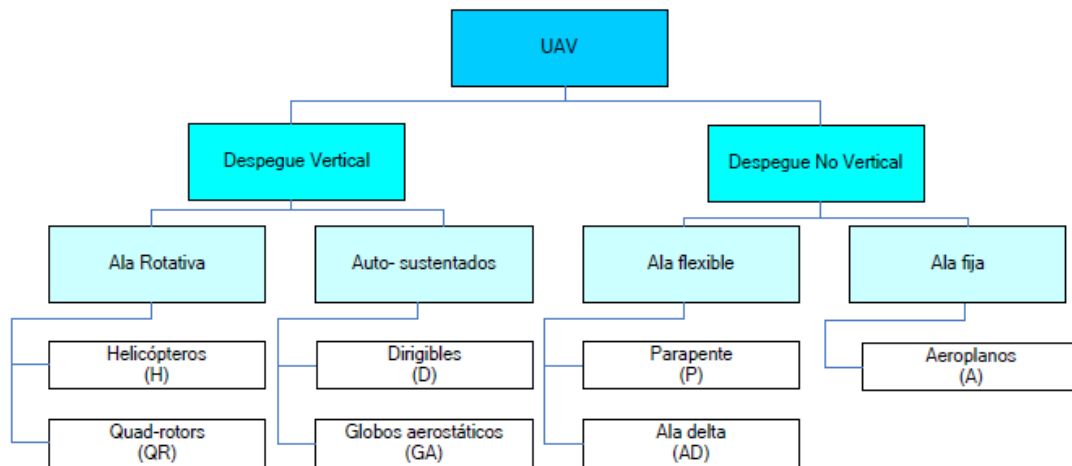 UAV
Despegue Vertical
Despegue No Vertical
Ala Rotativa
Auto- sustentados
Ala flexible
Ala fija
Helicópteros
(H)
Dirigibles
(D)
Parapente
(P)
Aeroplanos
(A)
Quad-rotors
(QR)
Globos aerostáticos
(GA)
Ala delta
(AD)